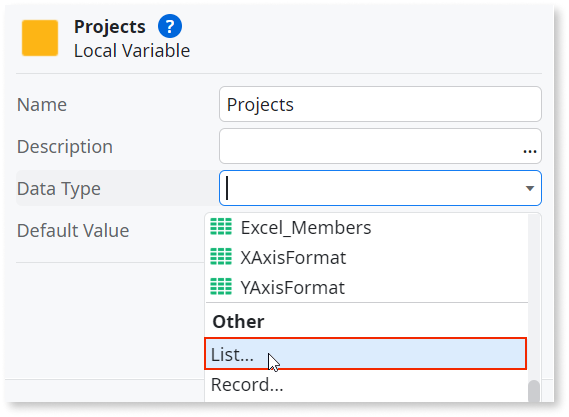 Projects ?
Local Variable
Name Projects
Description ...
Data Type
Default Value
Excel_Members
XAxisFormat
YAxisFormat
Other
List...
Record...